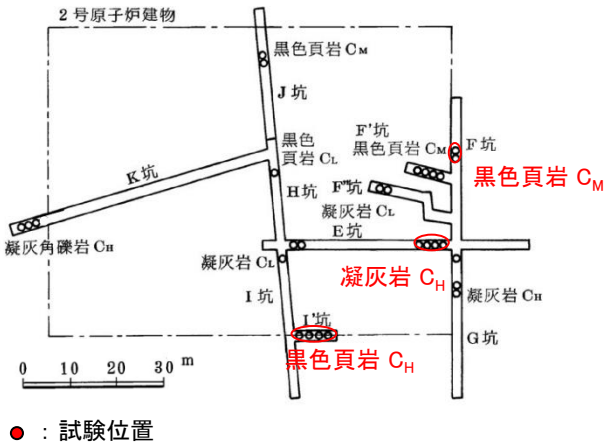 2号原子炉建物
黒色頁岩 CM
J坑
黒色
頁岩 CL
F'坑
黒色頁岩 CM
F坑
黒色頁岩 CM
K坑
H坑
F"坑
凝灰岩 CL
E坑
凝灰角礫岩 CH
凝灰岩 CL
凝灰岩 CH
凝灰岩 CH
I坑
I'坑
G坑
黒色頁岩 CH
0 10 20 30 m
：試験位置